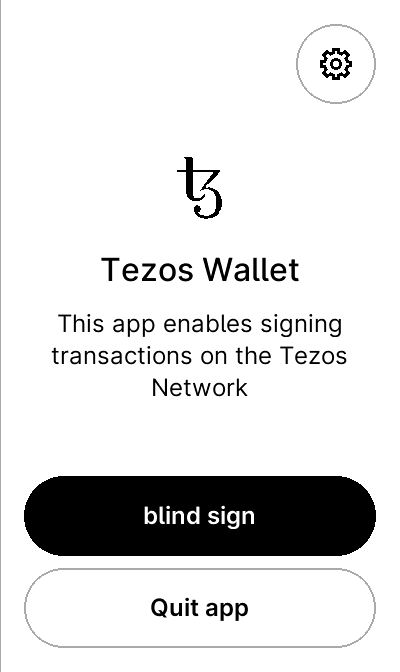 ꜩ
Tezos Wallet
This app enables signing
transactions on the Tezos
Network
blind sign
Quit app